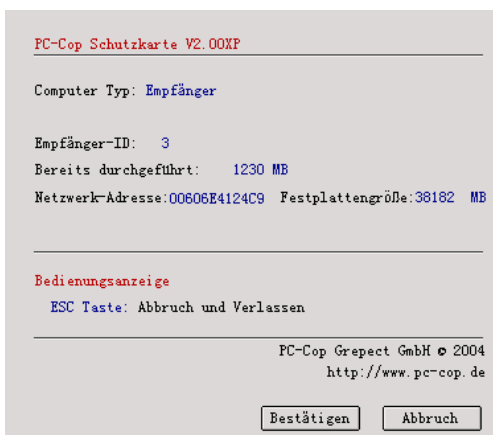 PC-Cop Schutzkarte V2.00XP
Computer Typ: Empfänger
Empfänger-ID: 3
Bereits durchgeführt: 1230 MB
Netzwerk-Adresse:00606E4124C9 Festplattengröße:38182 MB
Bedienungsanzeige
ESC Taste: Abbruch und Verlassen
PC-Cop Grepect GmbH © 2004
http://www.pc-cop.de
Bestätigen Abbruch